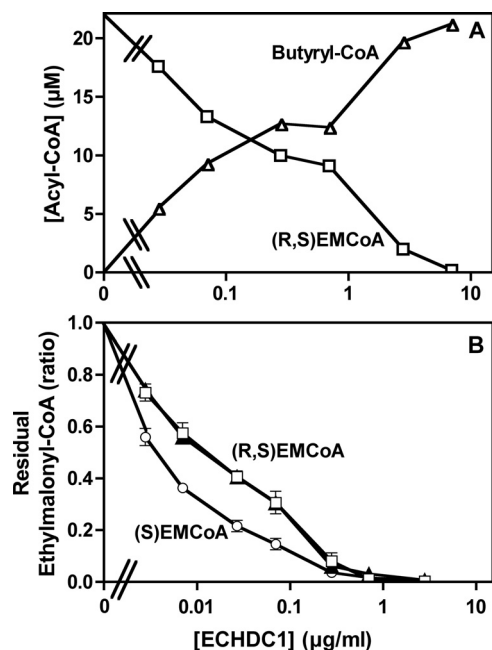 A
20
15
10
5
0
[Acyl-CoA] (µM)
Butyryl-CoA
(R,S)EMCoA
0
0.1
1
10
B
1.0
0.8
0.6
0.4
0.2
0.0
Residual
Ethylmalonyl-CoA (ratio)
(R,S)EMCoA
(S)EMCoA
0
0.01
0.1
1
[ECHDC1] (µg/ml)